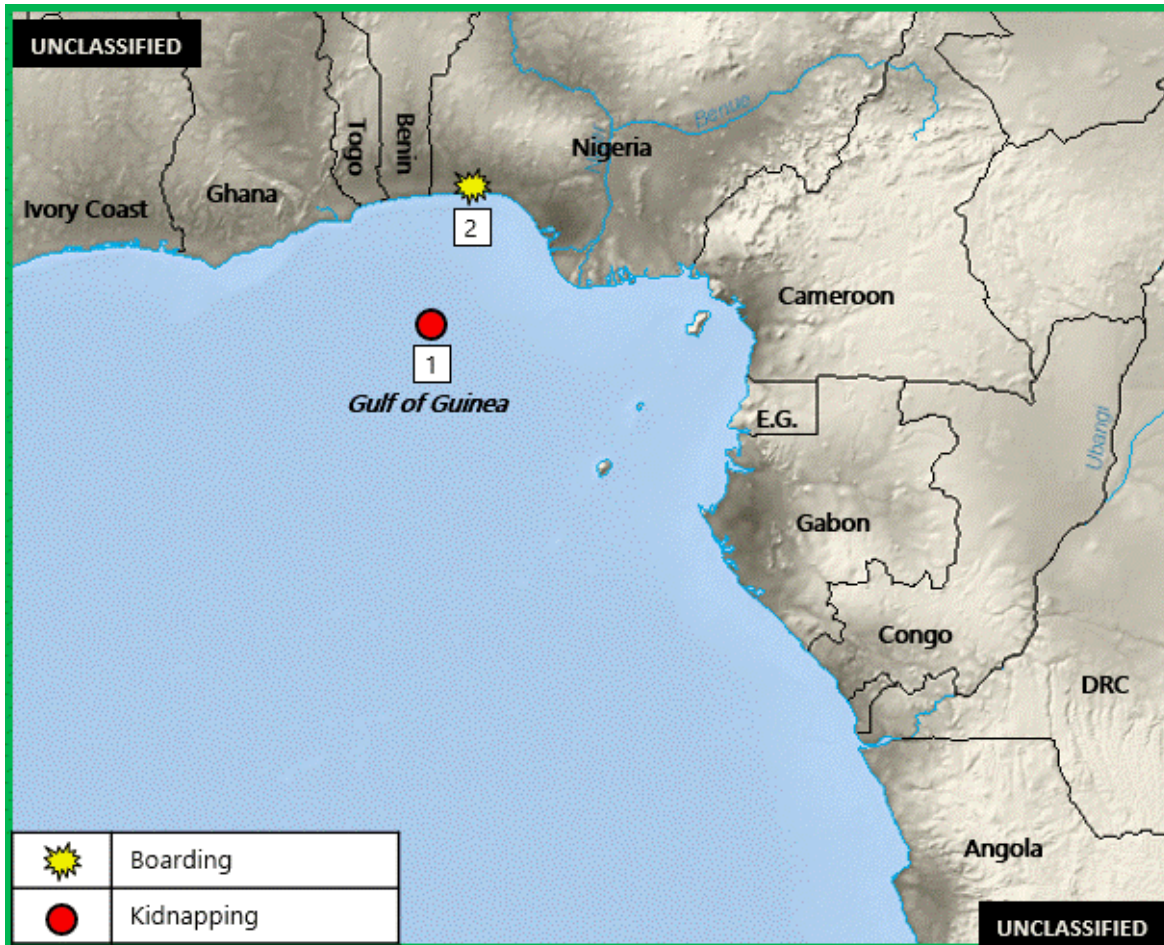 UNCLASSIFIED
Togo
Benin
Benue
Nigeria
Ghana
Ivory Coast
2
Cameroon
1
Gulf of Guinea
E.G.
Ubangi
Gabon
Congo
DRC
Angola
Boarding
Kidnapping
UNCLASSIFIED